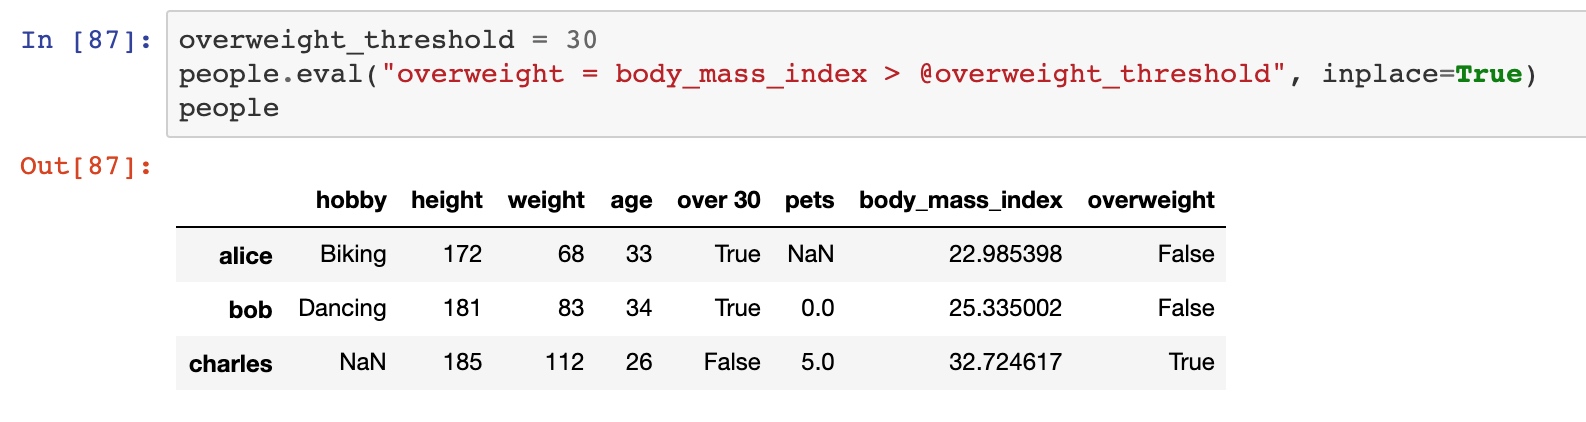 In [87]: overweight_threshold = 30
people.eval("overweight = body_mass_index > @overweight_threshold", inplace=True)
people
Out[87]:
hobby height weight age over 30 pets body_mass_index overweight
alice Biking 172 68 33 True NaN 22.985398 False
bob Dancing 181 83 34 True 0.0 25.335002 False
charles NaN 185 112 26 False 5.0 32.724617 True